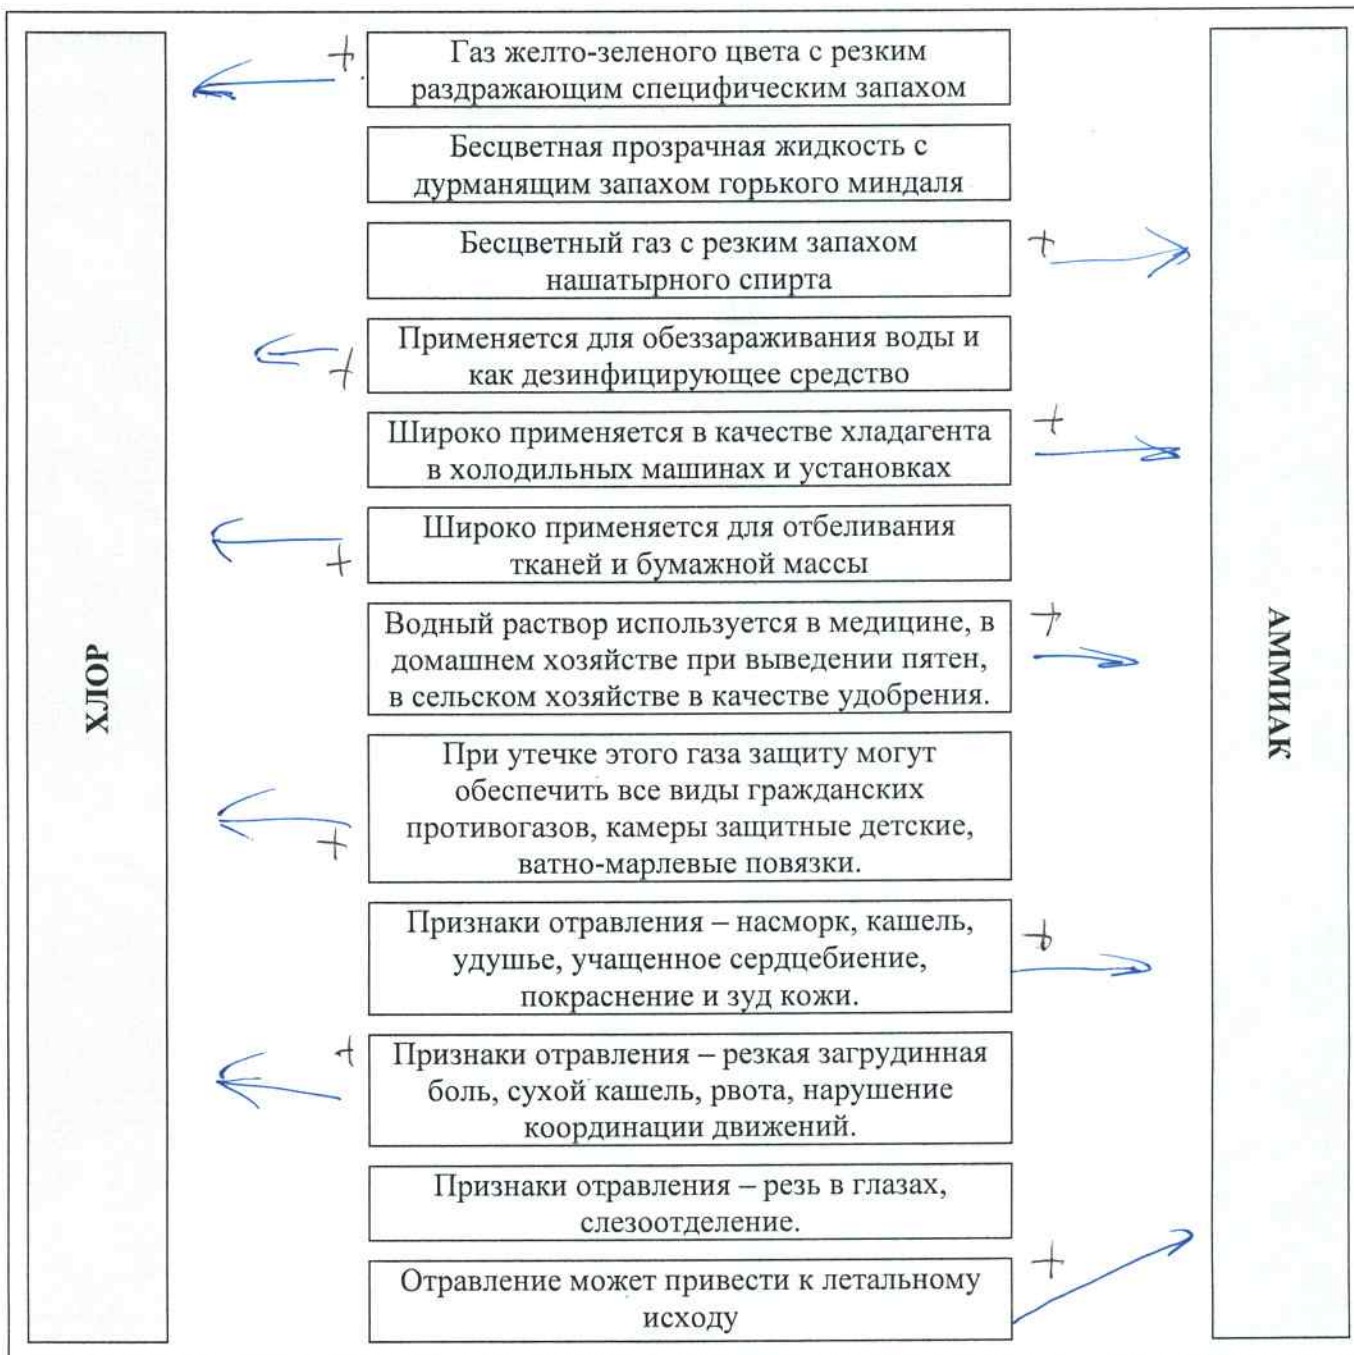 ХЛОР
+
Газ желто-зеленого цвета с резким
раздражающим специфическим запахом
Бесцветная прозрачная жидкость с
дурманящим запахом горького миндаля
Бесцветный газ с резким запахом
нашатырного спирта
+
+
Применяется для обеззараживания воды и
как дезинфицирующее средство
Широко применяется в качестве хладагента
в холодильных машинах и установках
+
+
Широко применяется для отбеливания
тканей и бумажной массы
Водный раствор используется в медицине, в
домашнем хозяйстве при выведении пятен,
в сельском хозяйстве в качестве удобрения.
+
+
При утечке этого газа защиту могут
обеспечить все виды гражданских
противогазов, камеры защитные детские,
ватно-марлевые повязки.
Признаки отравления – насморк, кашель,
удушье, учащенное сердцебиение,
покраснение и зуд кожи.
+
+
Признаки отравления – резкая загрудинная
боль, сухой кашель, рвота, нарушение
координации движений.
Признаки отравления – резь в глазах,
слезоотделение.
Отравление может привести к летальному
исходу
+
АММИАК